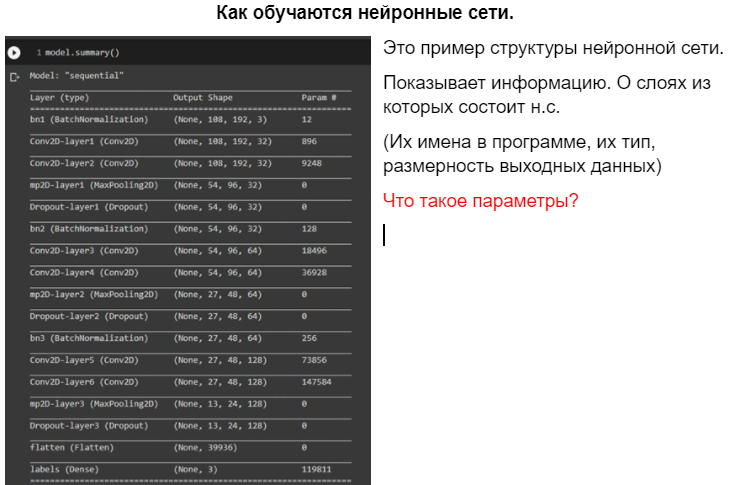 Как обучаются нейронные сети.
1 model.summary()
Model: "sequential"
Layer (type) Output Shape Param #
bn1 (BatchNormalization) (None, 108, 192, 3) 12
Conv2D-layer1 (Conv2D) (None, 108, 192, 32) 896
Conv2D-layer2 (Conv2D) (None, 108, 192, 32) 9248
mp2D-layer1 (MaxPooling2D) (None, 54, 96, 32) 0
Dropout-layer1 (Dropout) (None, 54, 96, 32) 0
bn2 (BatchNormalization) (None, 54, 96, 32) 128
Conv2D-layer3 (Conv2D) (None, 54, 96, 64) 18496
Conv2D-layer4 (Conv2D) (None, 54, 96, 64) 36928
mp2D-layer2 (MaxPooling2D) (None, 27, 48, 64) 0
Dropout-layer2 (Dropout) (None, 27, 48, 64) 0
bn3 (BatchNormalization) (None, 27, 48, 64) 256
Conv2D-layer5 (Conv2D) (None, 27, 48, 128) 73856
Conv2D-layer6 (Conv2D) (None, 27, 48, 128) 147584
mp2D-layer3 (MaxPooling2D) (None, 13, 24, 128) 0
Dropout-layer3 (Dropout) (None, 13, 24, 128) 0
flatten (Flatten) (None, 39936) 0
labels (Dense) (None, 3) 119811
Это пример структуры нейронной сети.
Показывает информацию. О слоях из
которых состоит н.с.
(Их имена в программе, их тип,
размерность выходных данных)
Что такое параметры?